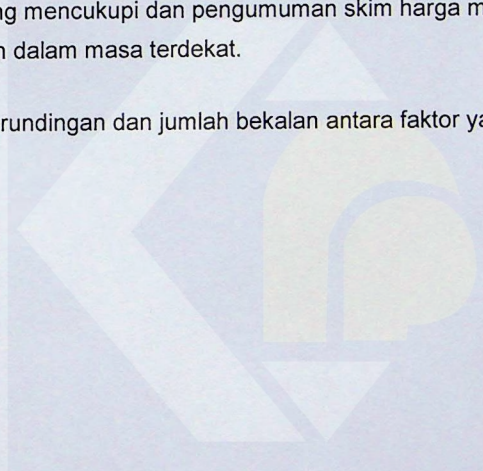 ng mencukupi dan pengumuman skim harga m
n dalam masa terdekat.
rundingan dan jumlah bekalan antara faktor ya